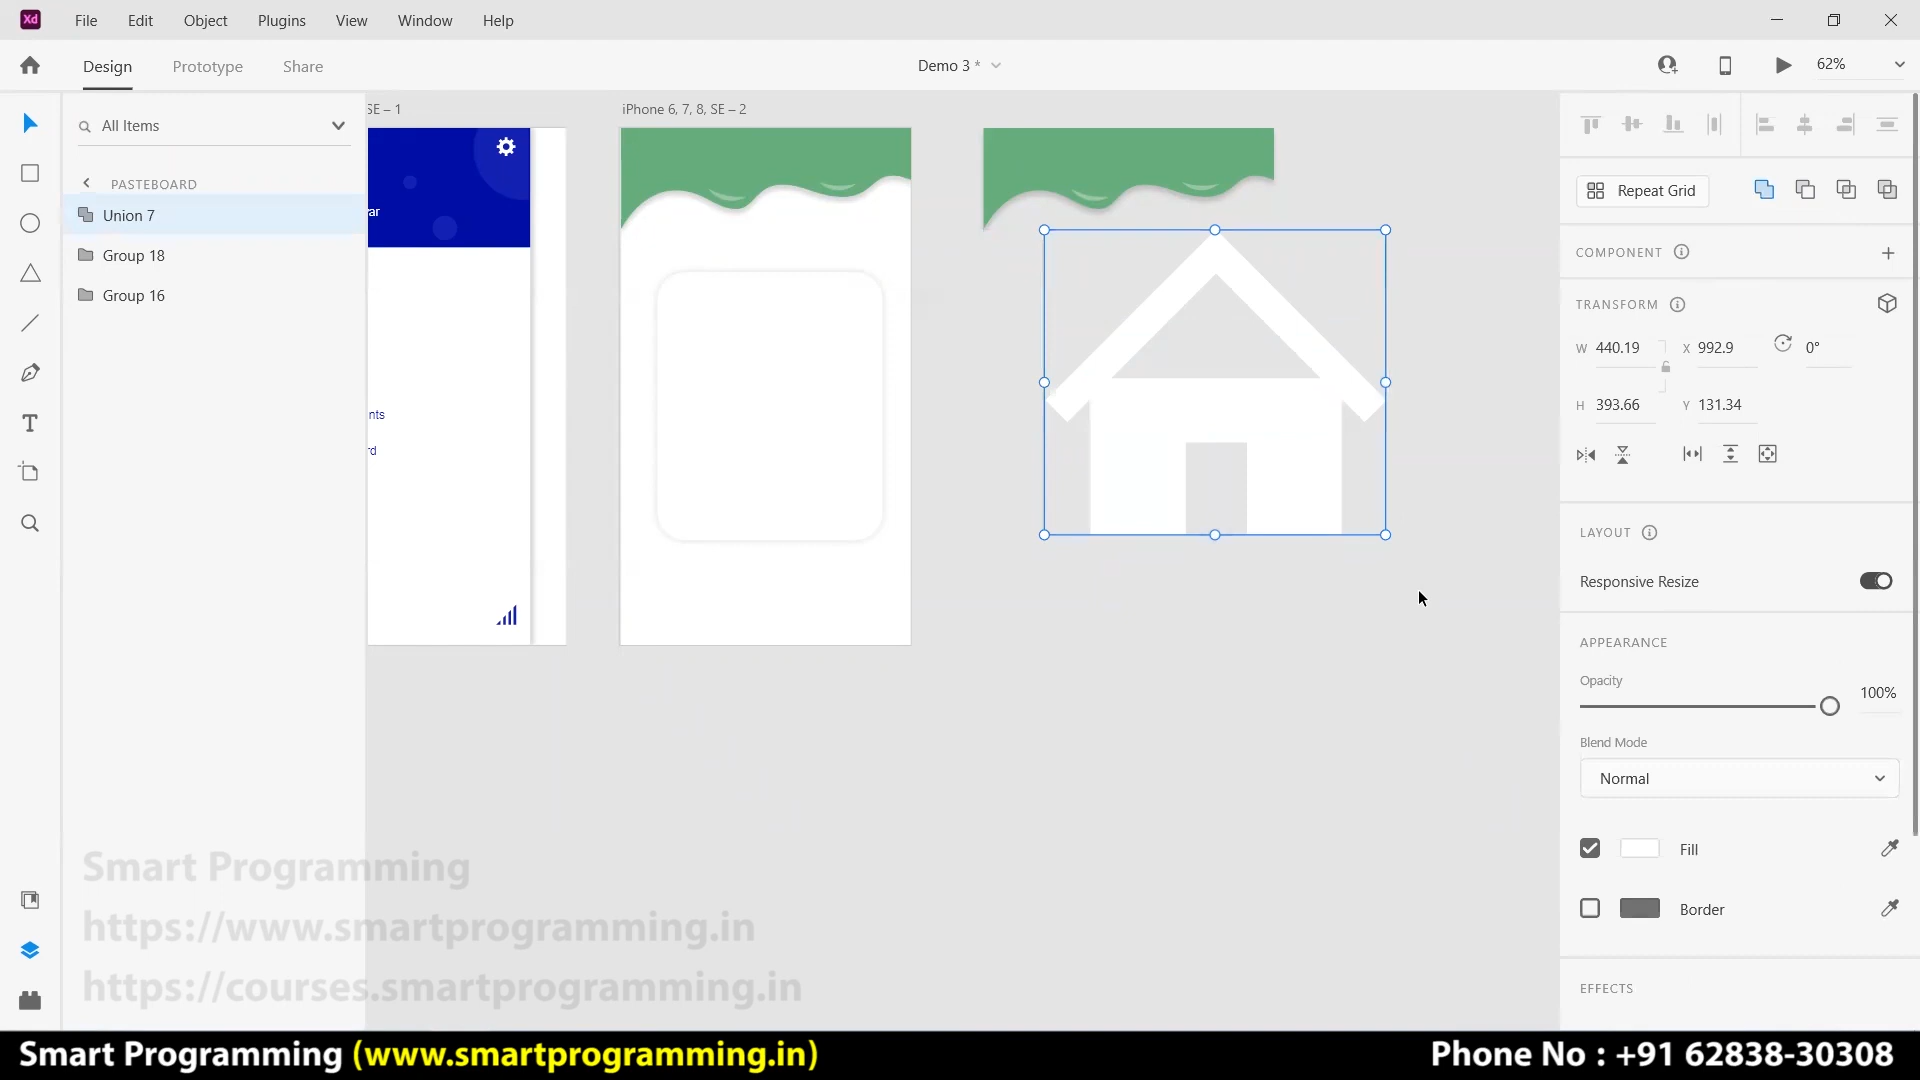 Xd File Edit Object Plugins View Window Help
Design Prototype Share
Demo 3 *
62%
All Items
PASTEBOARD
Union 7
Group 18
Group 16
SE – 1
var
nts
rd
iPhone 6, 7, 8, SE – 2
Repeat Grid
COMPONENT
TRANSFORM
W 440.19 X 992.9 0°
H 393.66 Y 131.34
LAYOUT
Responsive Resize
APPEARANCE
Opacity
100%
Blend Mode
Normal
Fill
Border
EFFECTS
Smart Programming
https://www.smartprogramming.in
https://courses.smartprogramming.in
Smart Programming (www.smartprogramming.in)
Phone No : +91 62838-30308